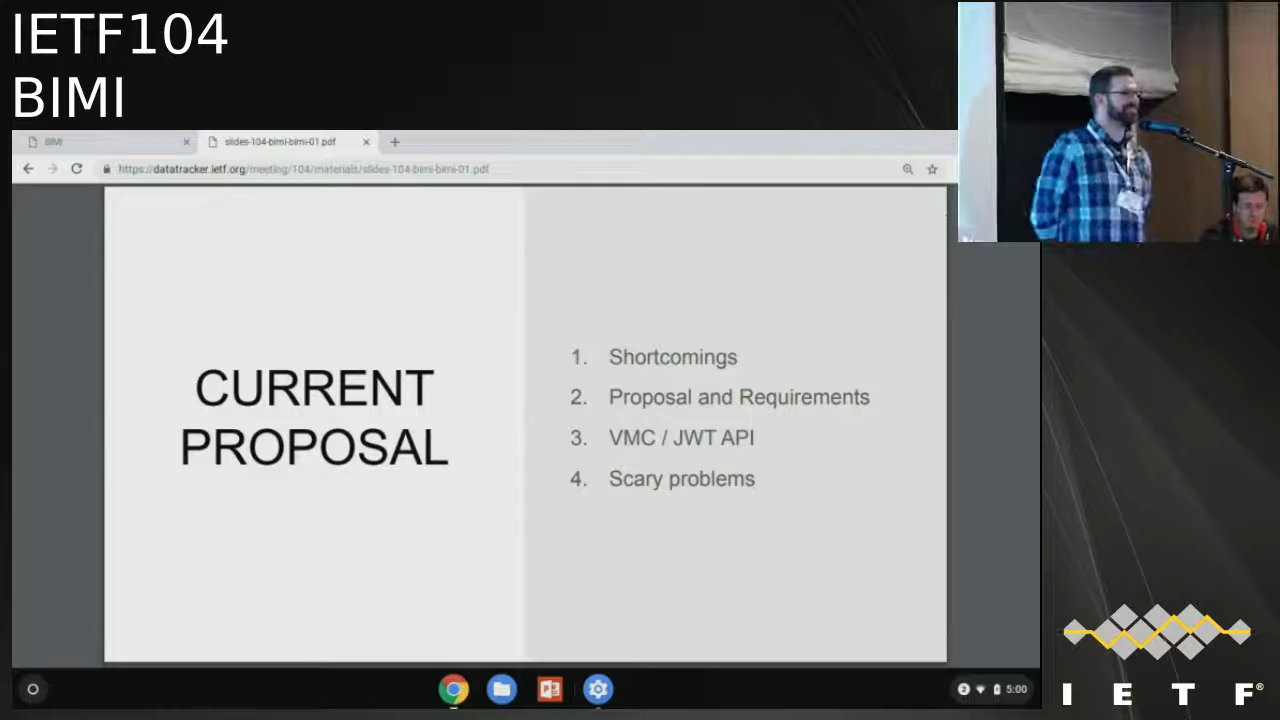 IETF104
BIMI
BIMI
slides-104-bimi-bimi-01.pdf
https://datatracker.ietf.org/meeting/104/materials/slides-104-bimi-bimi-01.pdf
CURRENT
PROPOSAL
1. Shortcomings
2. Proposal and Requirements
3. VMC / JWT API
4. Scary problems
2
5:00
I E T F®